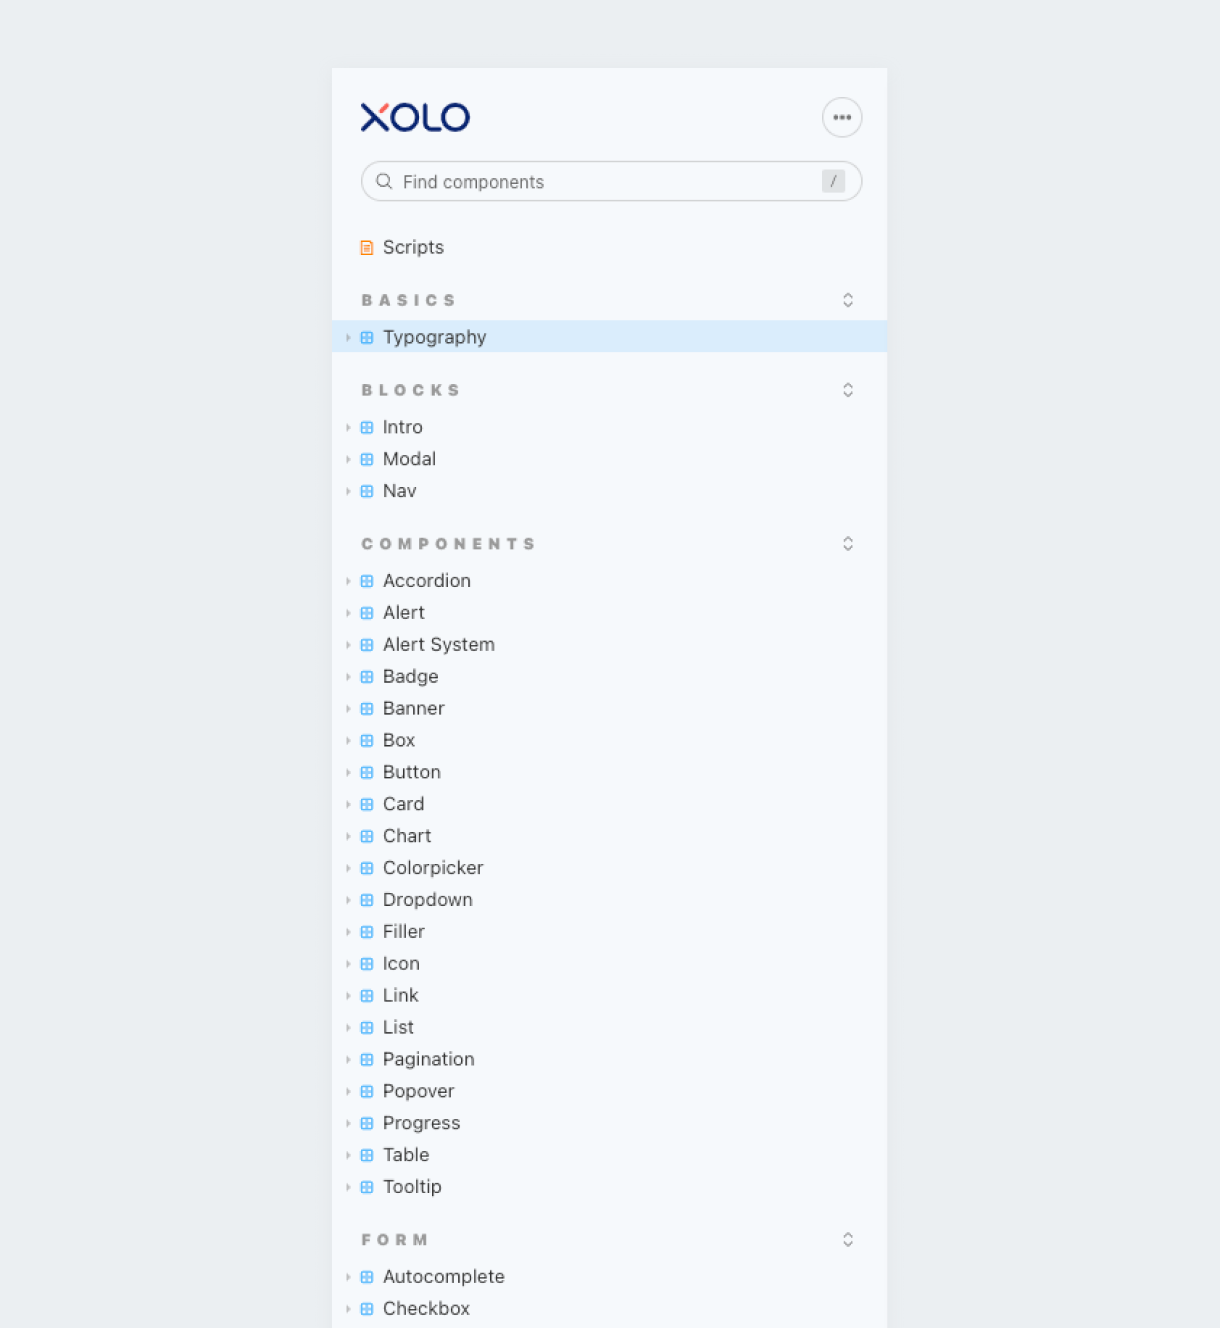 XOLO
Find components /
Scripts
BASICS
Typography
BLOCKS
Intro
Modal
Nav
COMPONENTS
Accordion
Alert
Alert System
Badge
Banner
Box
Button
Card
Chart
Colorpicker
Dropdown
Filler
Icon
Link
List
Pagination
Popover
Progress
Table
Tooltip
FORM
Autocomplete
Checkbox